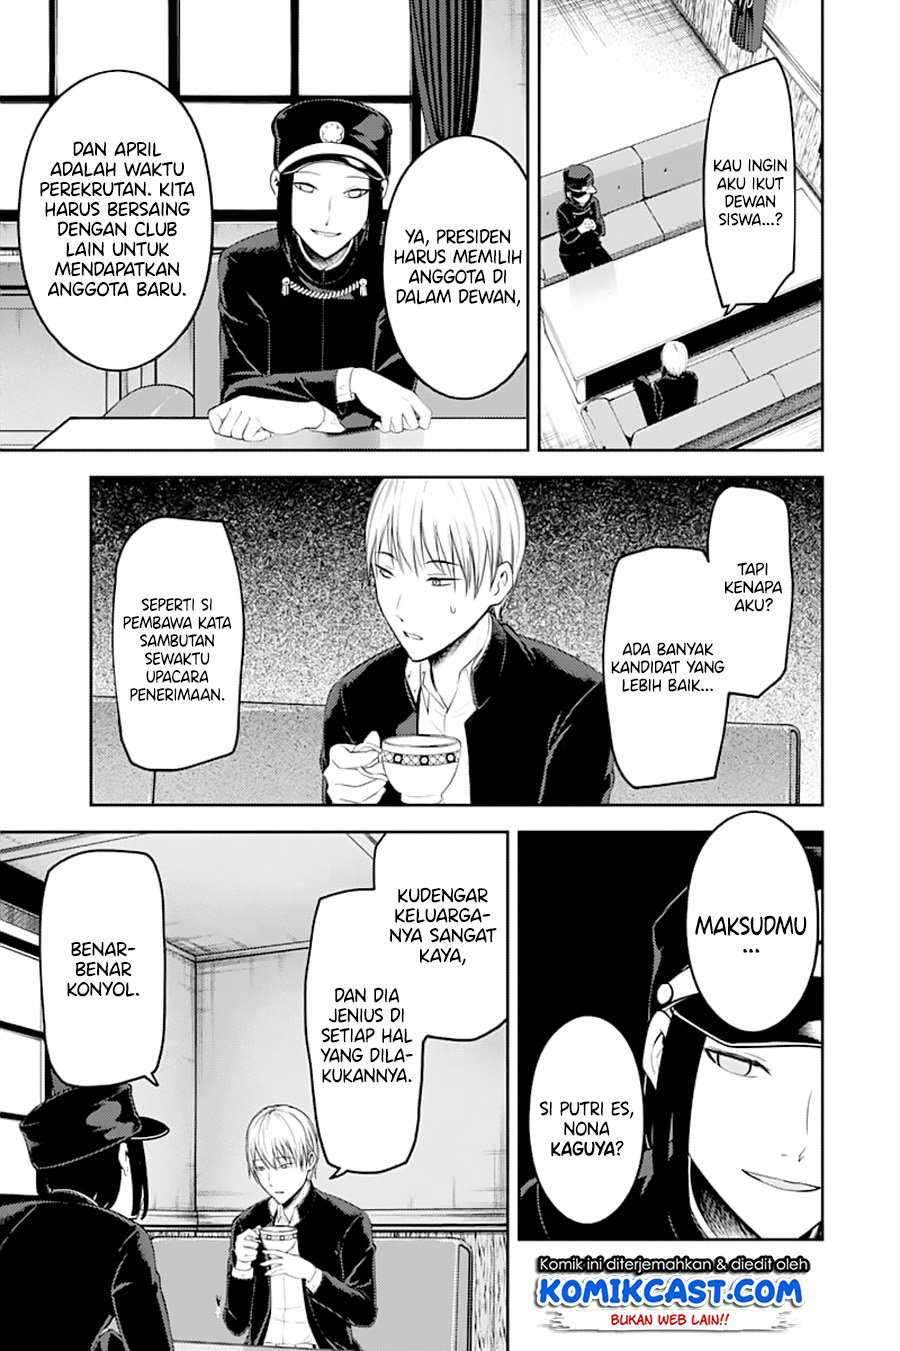 KAU INGIN
AKU IKUT
DEWAN
SISWA...?
YA, PRESIDEN
HARUS MEMILIH
ANGGOTA DI
DALAM DEWAN,
DAN APRIL
ADALAH WAKTU
PEREKRUTAN. KITA
HARUS BERSAING
DENGAN CLUB
LAIN UNTUK
MENDAPATKAN
ANGGOTA BARU.
TAPI
KENAPA
AKU?
ADA BANYAK
KANDIDAT YANG
LEBIH BAIK...
SEPERTI SI
PEMBAWA KATA
SAMBUTAN
SEWAKTU
UPACARA
PENERIMAAN.
MAKSUDMU
...
SI PUTRI ES,
NONA
KAGUYA?
KUDENGAR
KELUARGA-
NYA SANGAT
KAYA,
DAN DIA
JENIUS DI
SETIAP HAL
YANG DILA-
KUKANNYA.
BENAR-
BENAR
KONYOL.
Komik ini diterjemahkan & diedit oleh
KOMIKCAST.COM
BUKAN WEB LAIN!!